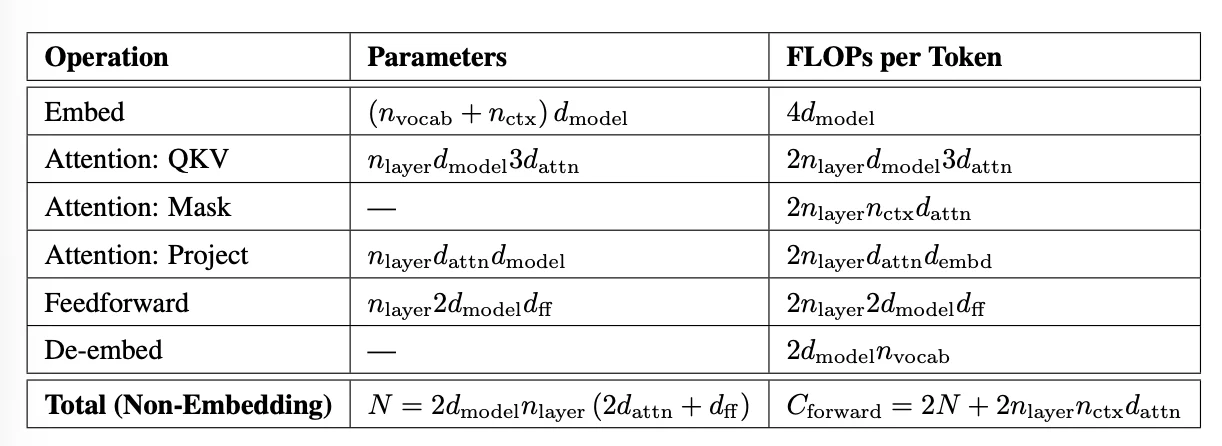 Operation Parameters FLOPs per Token
Embed (n_vocab + n_ctx) d_model 4d_model
Attention: QKV n_layer d_model 3d_attn 2n_layer d_model 3d_attn
Attention: Mask — 2n_layer n_ctx d_attn
Attention: Project n_layer d_attn d_model 2n_layer d_attn d_embd
Feedforward n_layer 2d_model d_ff 2n_layer 2d_model d_ff
De-embed — 2d_model n_vocab
Total (Non-Embedding) N = 2d_model n_layer (2d_attn + d_ff) C_forward = 2N + 2n_layer n_ctx d_attn